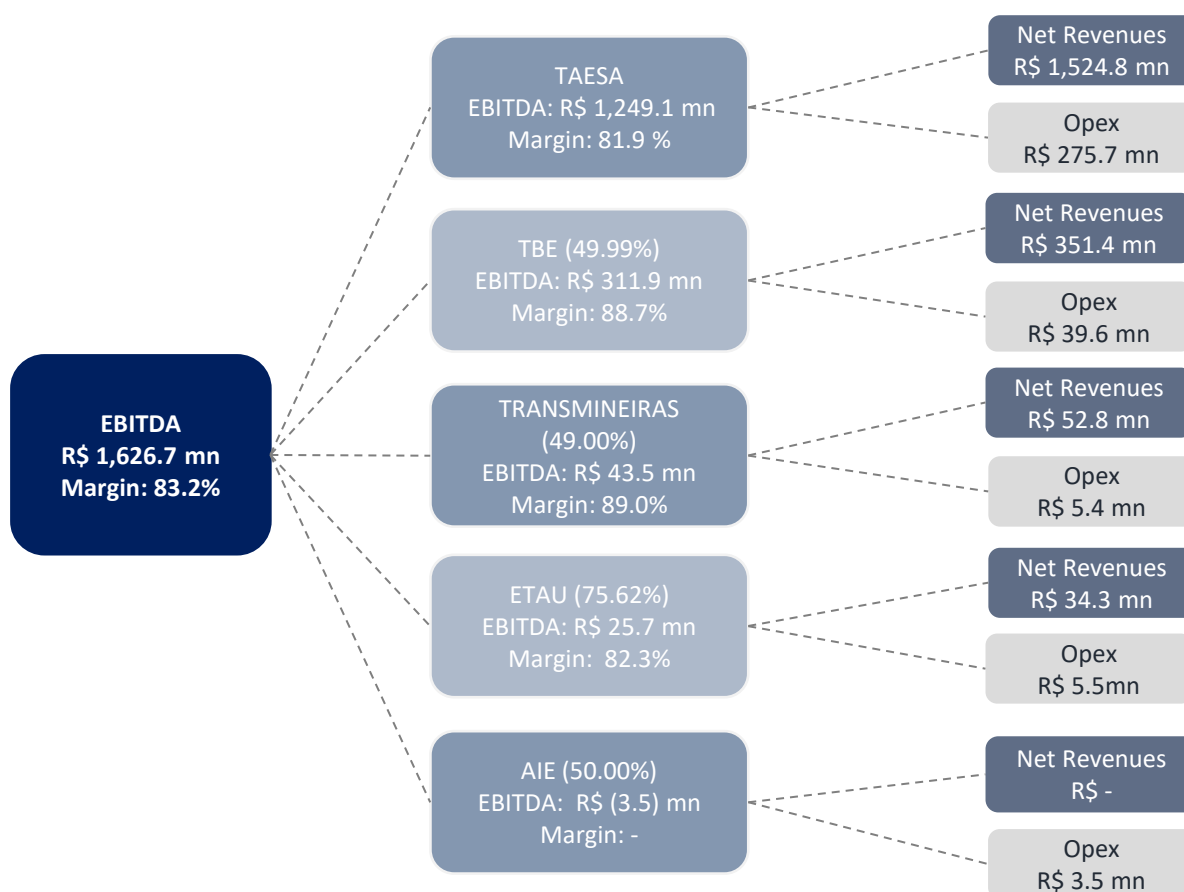 EBITDA
R$ 1,626.7 mn
Margin: 83.2%
TAESA
EBITDA: R$ 1,249.1 mn
Margin: 81.9 %
Net Revenues
R$ 1,524.8 mn
Opex
R$ 275.7 mn
TBE (49.99%)
EBITDA: R$ 311.9 mn
Margin: 88.7%
Net Revenues
R$ 351.4 mn
Opex
R$ 39.6 mn
TRANSMINEIRAS
(49.00%)
EBITDA: R$ 43.5 mn
Margin: 89.0%
Net Revenues
R$ 52.8 mn
Opex
R$ 5.4 mn
ETAU (75.62%)
EBITDA: R$ 25.7 mn
Margin:  82.3%
Net Revenues
R$ 34.3 mn
Opex
R$ 5.5mn
AIE (50.00%)
EBITDA:  R$ (3.5) mn
Margin: -
Net Revenues
R$ -
Opex
R$ 3.5 mn